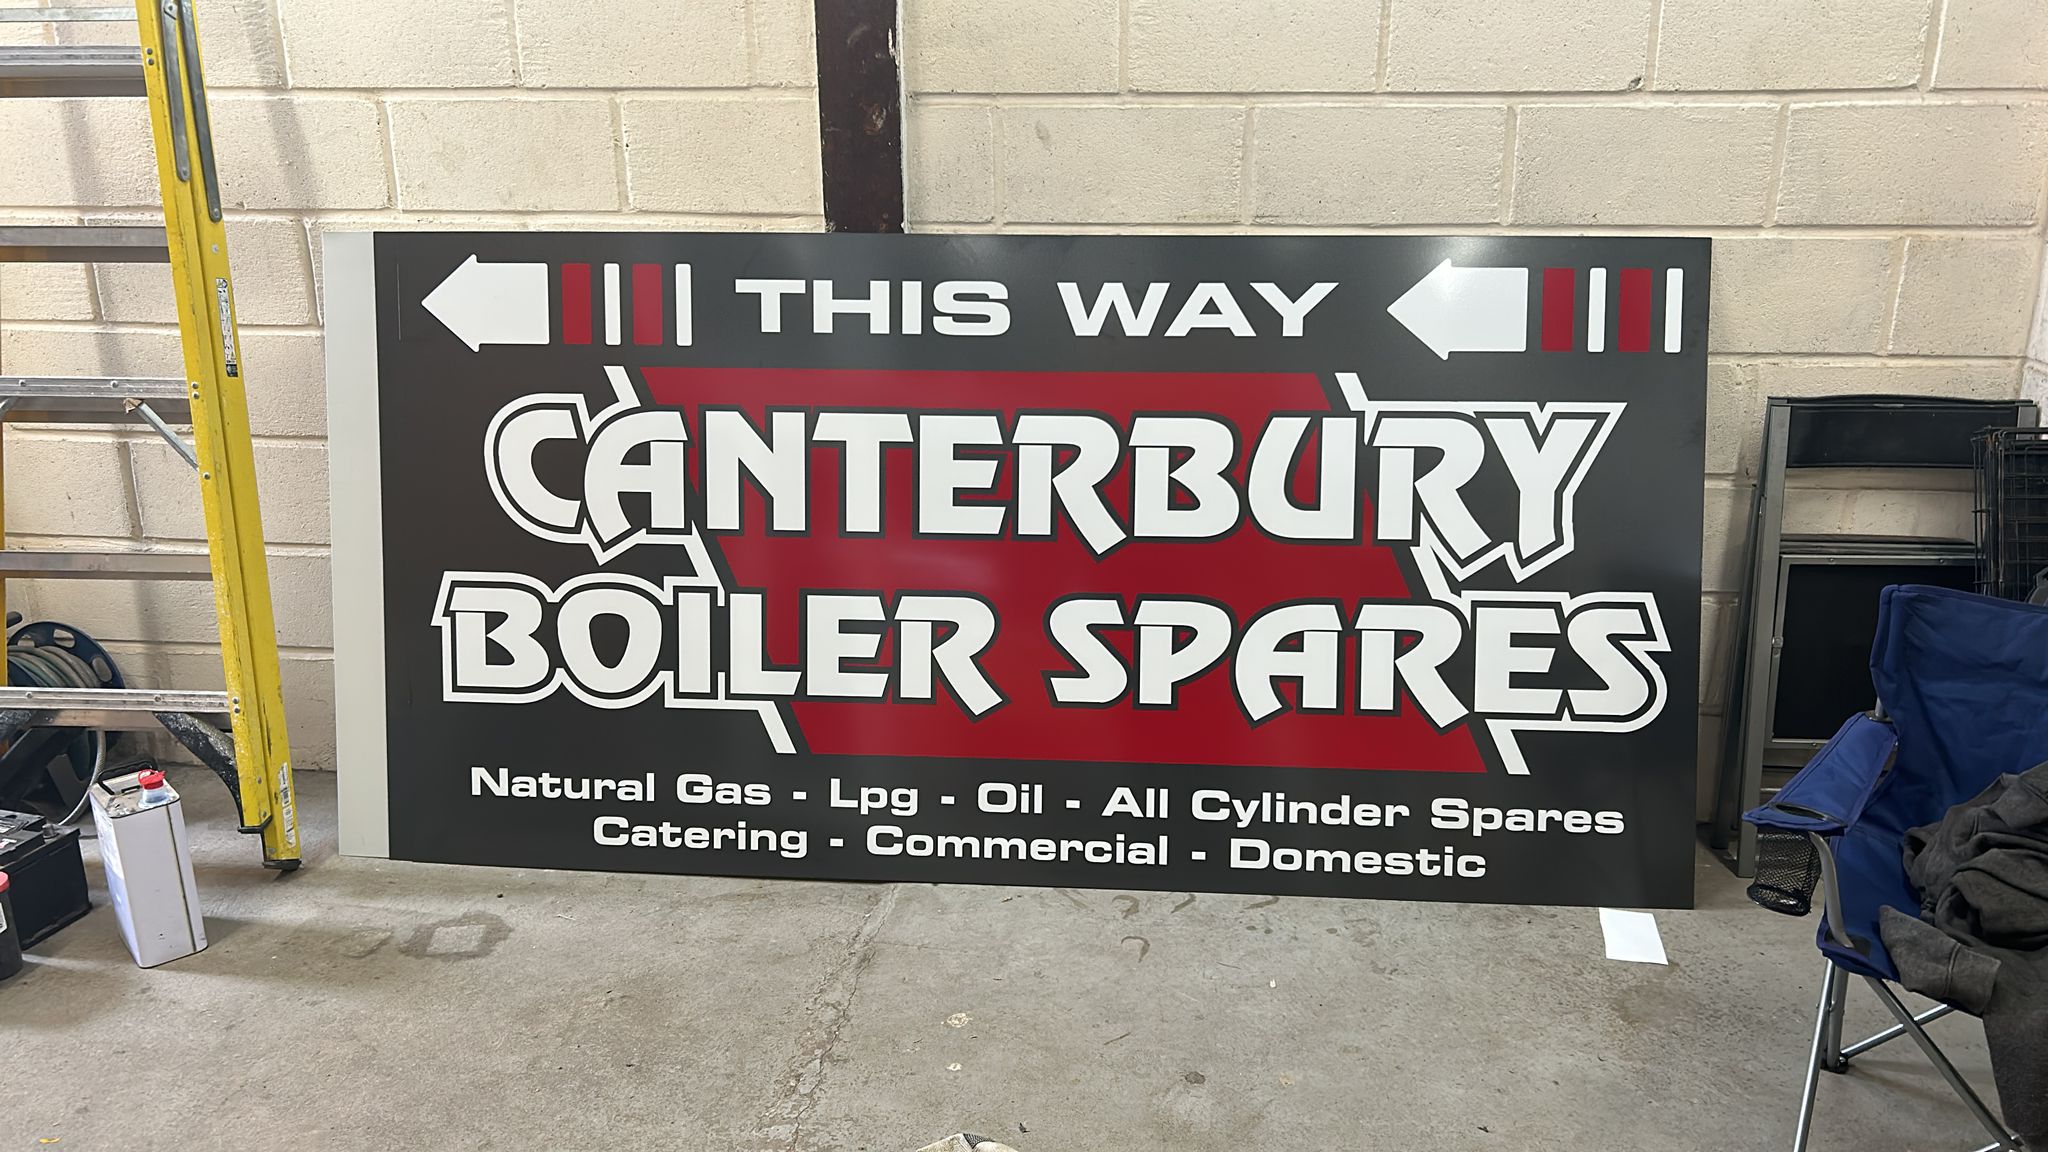 THIS WAY
CANTERBURY
BOILER SPARES
Natural Gas - Lpg - Oil - All Cylinder Spares
Catering - Commercial - Domestic